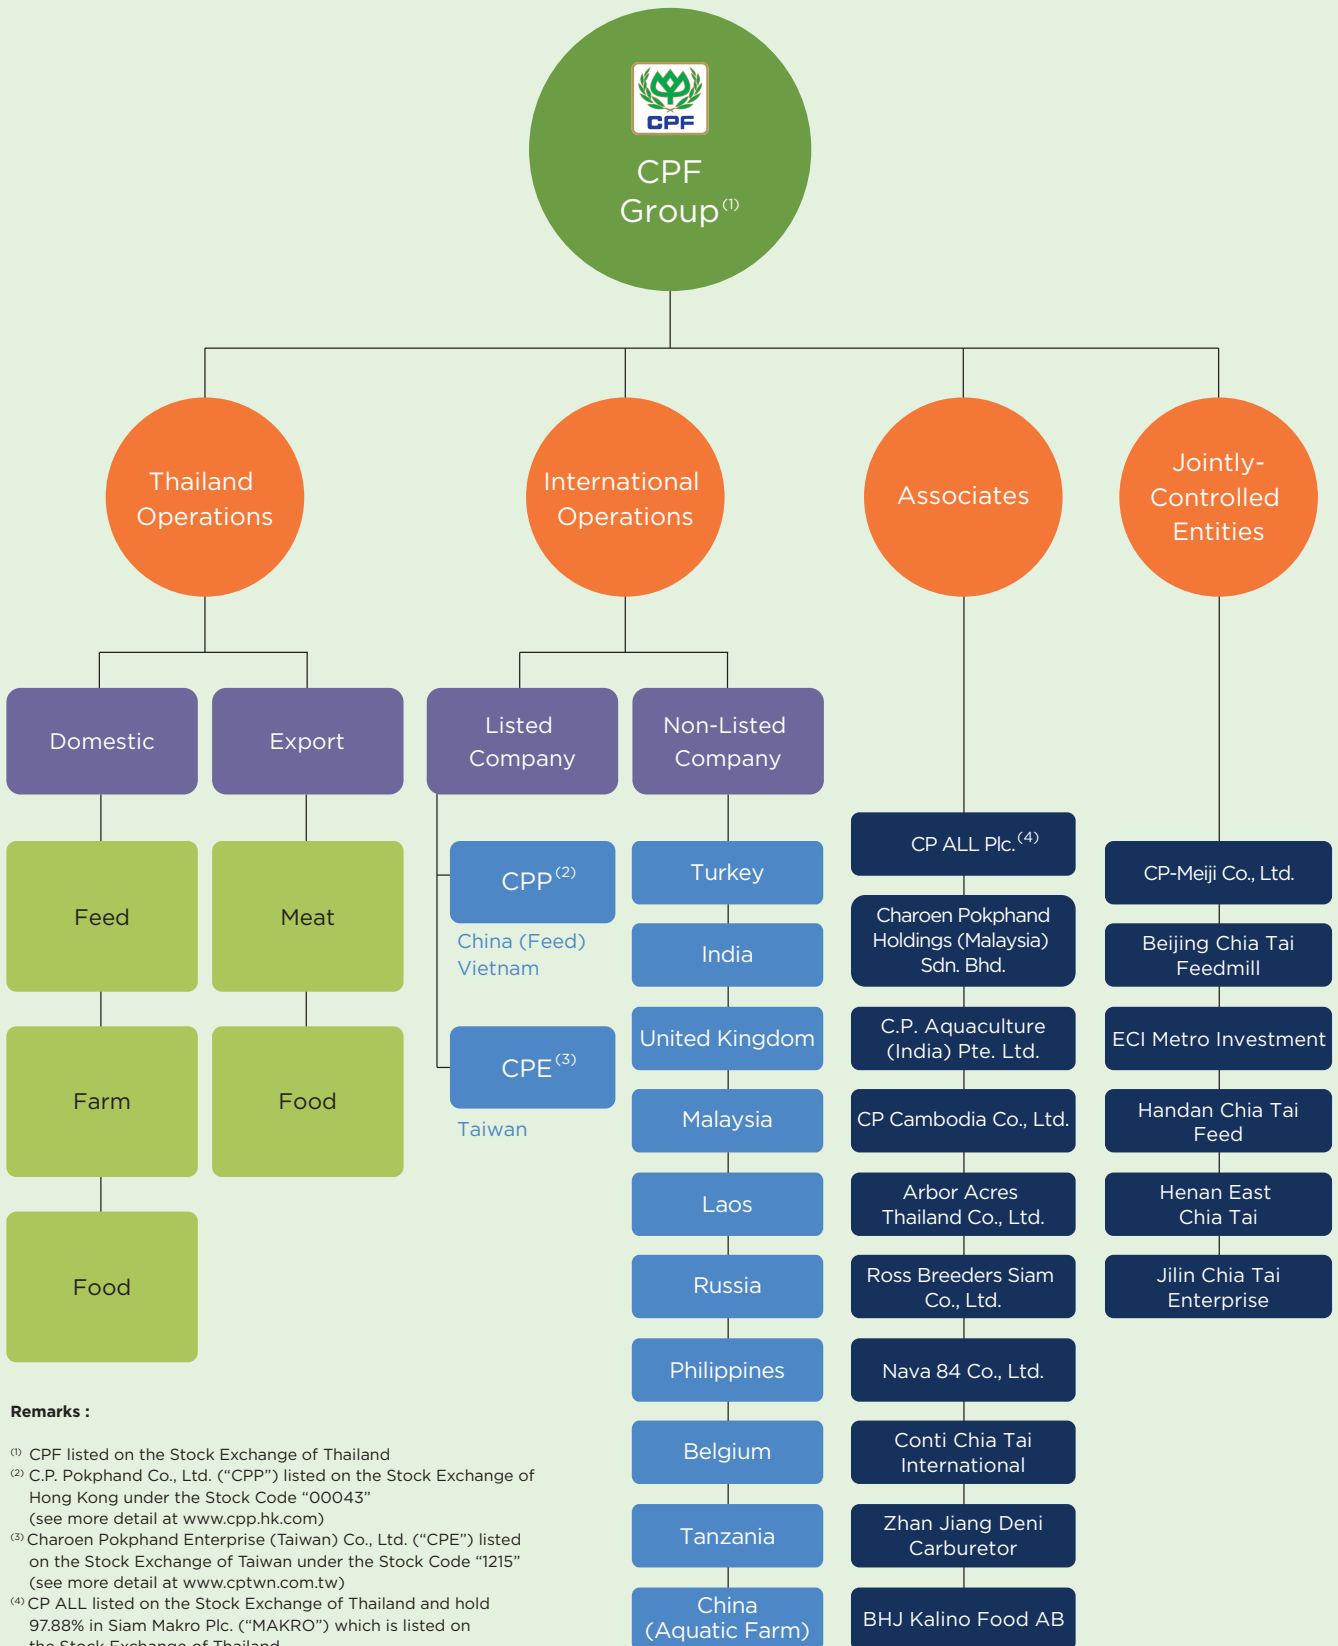 CPF
CPF
Group(1)
Thailand
Operations
International
Operations
Associates
Jointly-
Controlled
Entities
Domestic
Export
Listed
Company
Non-Listed
Company
Feed
Farm
Food
Meat
Food
CPP(2)
China (Feed)
Vietnam
CPE(3)
Taiwan
Turkey
India
United Kingdom
Malaysia
Laos
Russia
Philippines
Belgium
Tanzania
China
(Aquatic Farm)
CP ALL Plc.(4)
Charoen Pokphand
Holdings (Malaysia)
Sdn. Bhd.
C.P. Aquaculture
(India) Pte. Ltd.
CP Cambodia Co., Ltd.
Arbor Acres
Thailand Co., Ltd.
Ross Breeders Siam
Co., Ltd.
Nava 84 Co., Ltd.
Conti Chia Tai
International
Zhan Jiang Deni
Carburetor
BHJ Kalino Food AB
CP-Meiji Co., Ltd.
Beijing Chia Tai
Feedmill
ECI Metro Investment
Handan Chia Tai
Feed
Henan East
Chia Tai
Jilin Chia Tai
Enterprise
Remarks :
(1) CPF listed on the Stock Exchange of Thailand
(2) C.P. Pokphand Co., Ltd. (“CPP”) listed on the Stock Exchange of
Hong Kong under the Stock Code “00043”
(see more detail at www.cpp.hk.com)
(3) Charoen Pokphand Enterprise (Taiwan) Co., Ltd. (“CPE”) listed
on the Stock Exchange of Taiwan under the Stock Code “1215”
(see more detail at www.cptwn.com.tw)
(4) CP ALL listed on the Stock Exchange of Thailand and hold
97.88% in Siam Makro Plc. (“MAKRO”) which is listed on
the Stock Exchange of Thailand